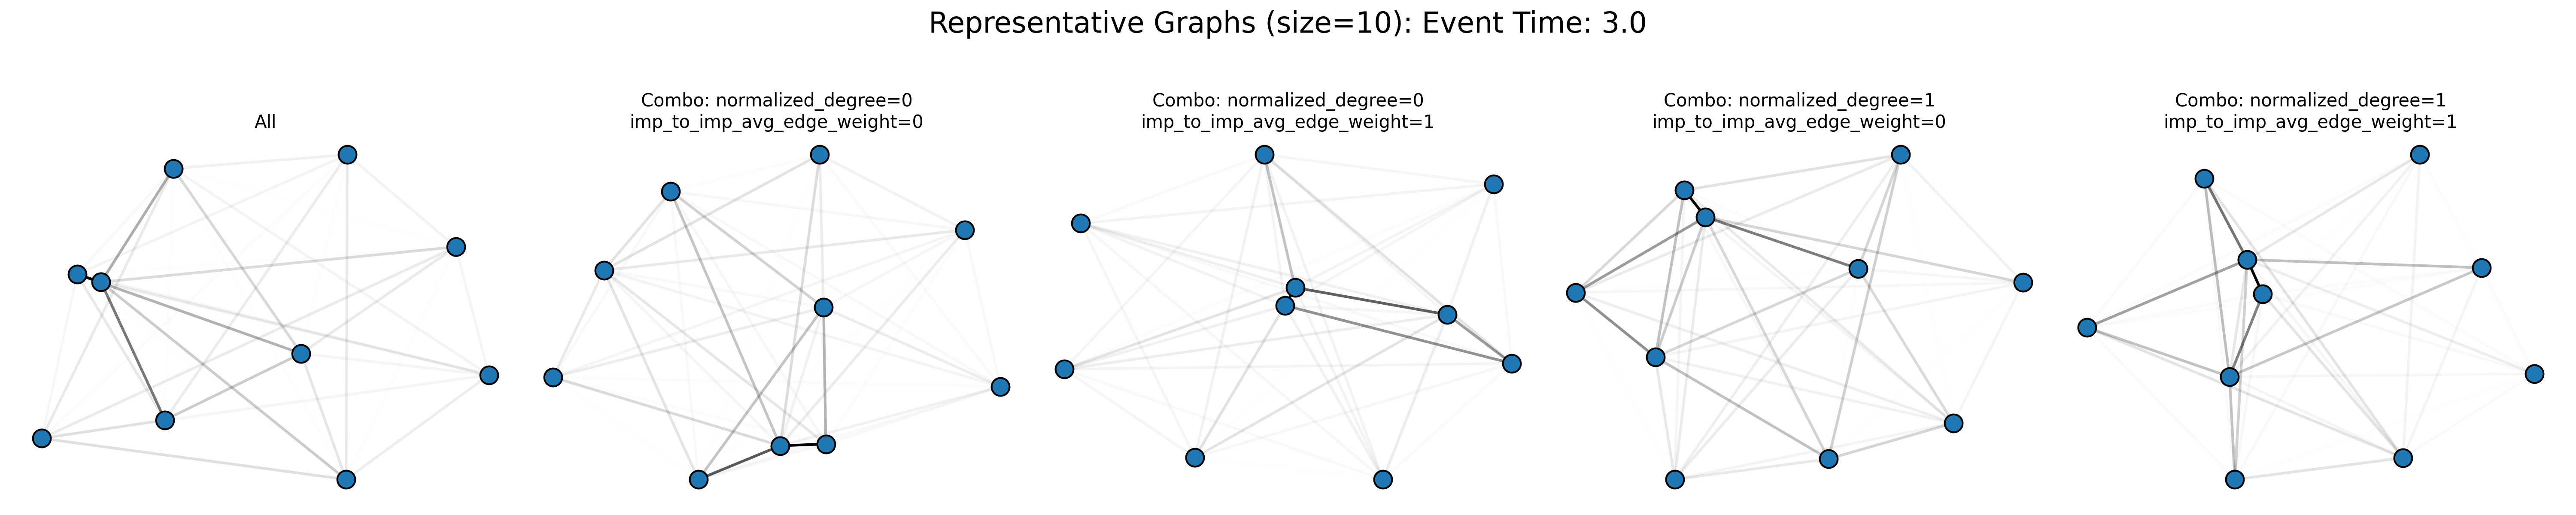 Representative Graphs (size=10): Event Time: 3.0
All
Combo: normalized_degree=0
imp_to_imp_avg_edge_weight=0
Combo: normalized_degree=0
imp_to_imp_avg_edge_weight=1
Combo: normalized_degree=1
imp_to_imp_avg_edge_weight=0
Combo: normalized_degree=1
imp_to_imp_avg_edge_weight=1